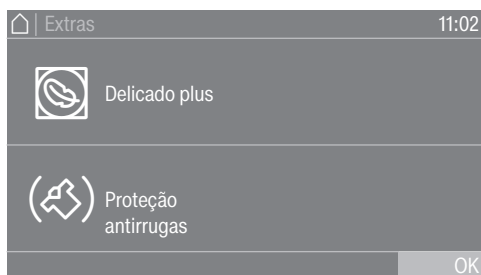 Extras
11:02
Delicado plus
Proteção
antirrugas
OK